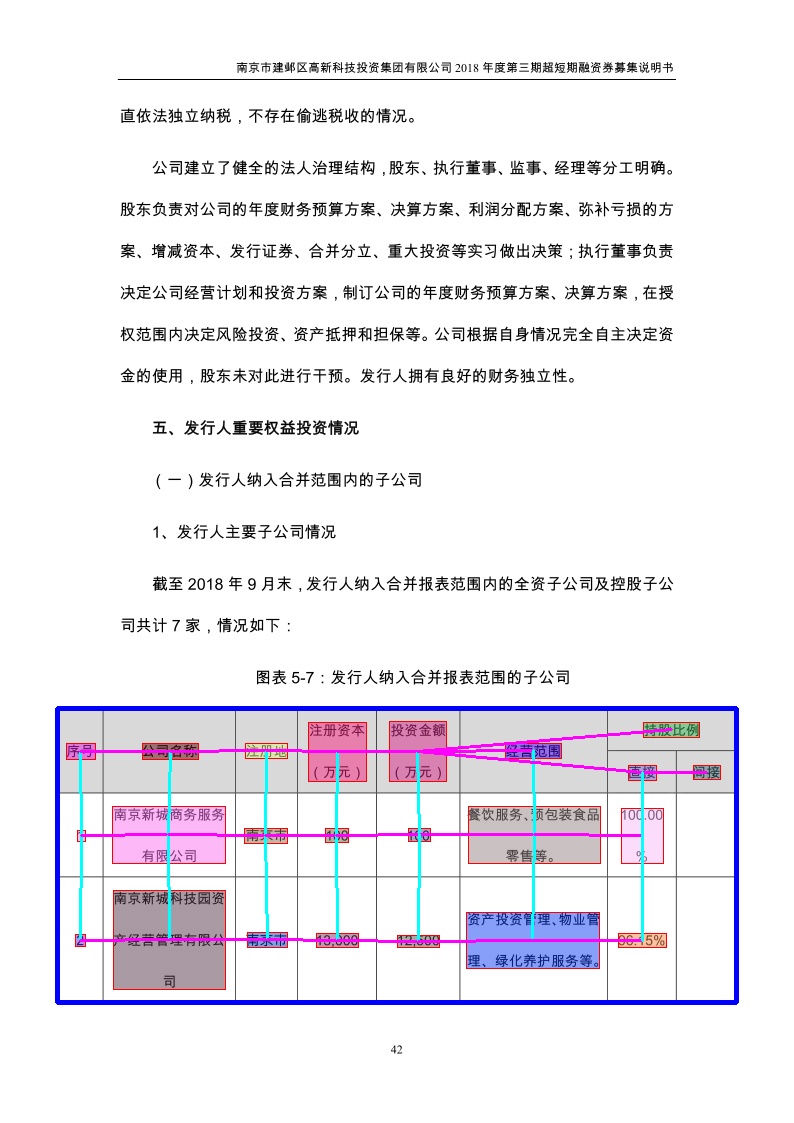 南京市建邺区高新科技投资集团有限公司 2018 年度第三期超短期融资券募集说明书
直依法独立纳税，不存在偷逃税收的情况。
公司建立了健全的法人治理结构，股东、执行董事、监事、经理等分工明确。
股东负责对公司的年度财务预算方案、决算方案、利润分配方案、弥补亏损的方
案、增减资本、发行证券、合并分立、重大投资等实习做出决策；执行董事负责
决定公司经营计划和投资方案，制订公司的年度财务预算方案、决算方案，在授
权范围内决定风险投资、资产抵押和担保等。公司根据自身情况完全自主决定资
金的使用，股东未对此进行干预。发行人拥有良好的财务独立性。
五、发行人重要权益投资情况
（一）发行人纳入合并范围内的子公司
1、发行人主要子公司情况
截至 2018 年 9 月末，发行人纳入合并报表范围内的全资子公司及控股子公
司共计 7 家，情况如下：
图表 5-7：发行人纳入合并报表范围的子公司
序号 公司名称 注册地 注册资本（万元） 投资金额（万元） 经营范围 持股比例
直接 间接
南京新城商务服务 南京市 100 100 餐饮服务、预包装食品 100.00
有限公司 零售等。 %
南京新城科技园资
2 产经营管理有限公 南京市 13,000 12,500 资产投资管理、物业管 96.15%
司 理、绿化养护服务等。
42